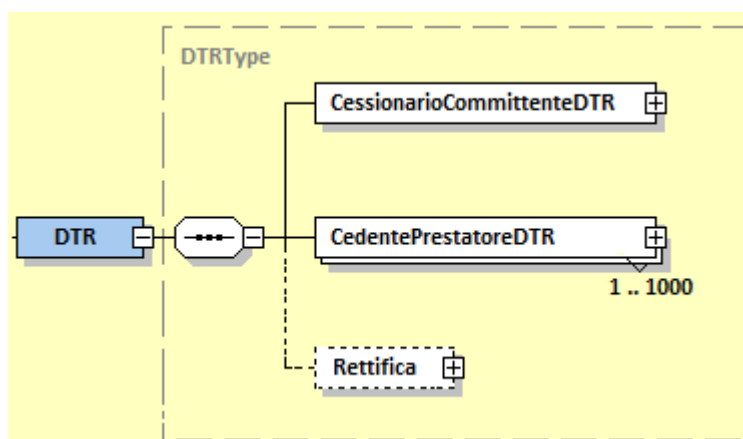 DTRType
CessionarioCommittenteDTR
DTR
CedentePrestatoreDTR
1 .. 1000
Rettifica